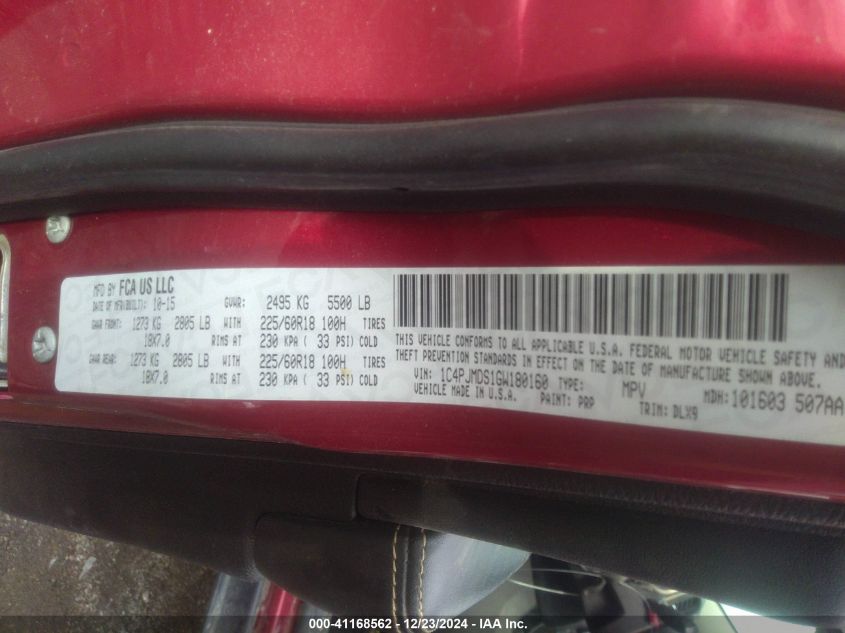 MFD BY FCA US LLC
DATE OF MFR(BUILT): 10-15 GVWR: 2495 KG 5500 LB
GAWR FRONT: 1273 KG 2805 LB WITH 225/60R18 100H TIRES
18X7.0 RIMS AT 230 KPA ( 33 PSI) COLD
GAWR REAR: 1273 KG 2805 LB WITH 225/60R18 100H TIRES
18X7.0 RIMS AT 230 KPA ( 33 PSI) COLD
THIS VEHICLE CONFORMS TO ALL APPLICABLE U.S.A. FEDERAL MOTOR VEHICLE SAFETY AND
THEFT PREVENTION STANDARDS IN EFFECT ON THE DATE OF MANUFACTURE SHOWN ABOVE.
VIN: 1C4PJMDS1GW180160 TYPE: MPV MDH: 101603 507AA
VEHICLE MADE IN U.S.A. PAINT: PRP TRIM: DLX9
000-41168562 - 12/23/2024 - IAA Inc.